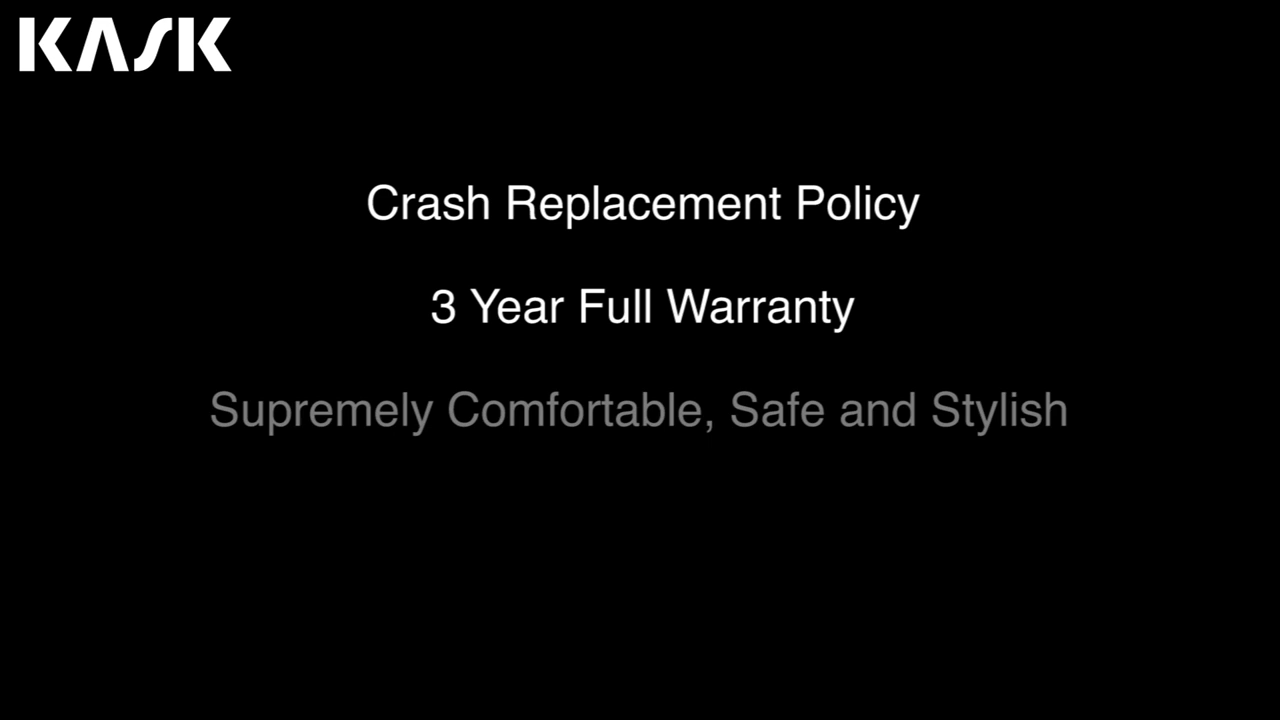 KASK
Crash Replacement Policy
3 Year Full Warranty
Supremely Comfortable, Safe and Stylish